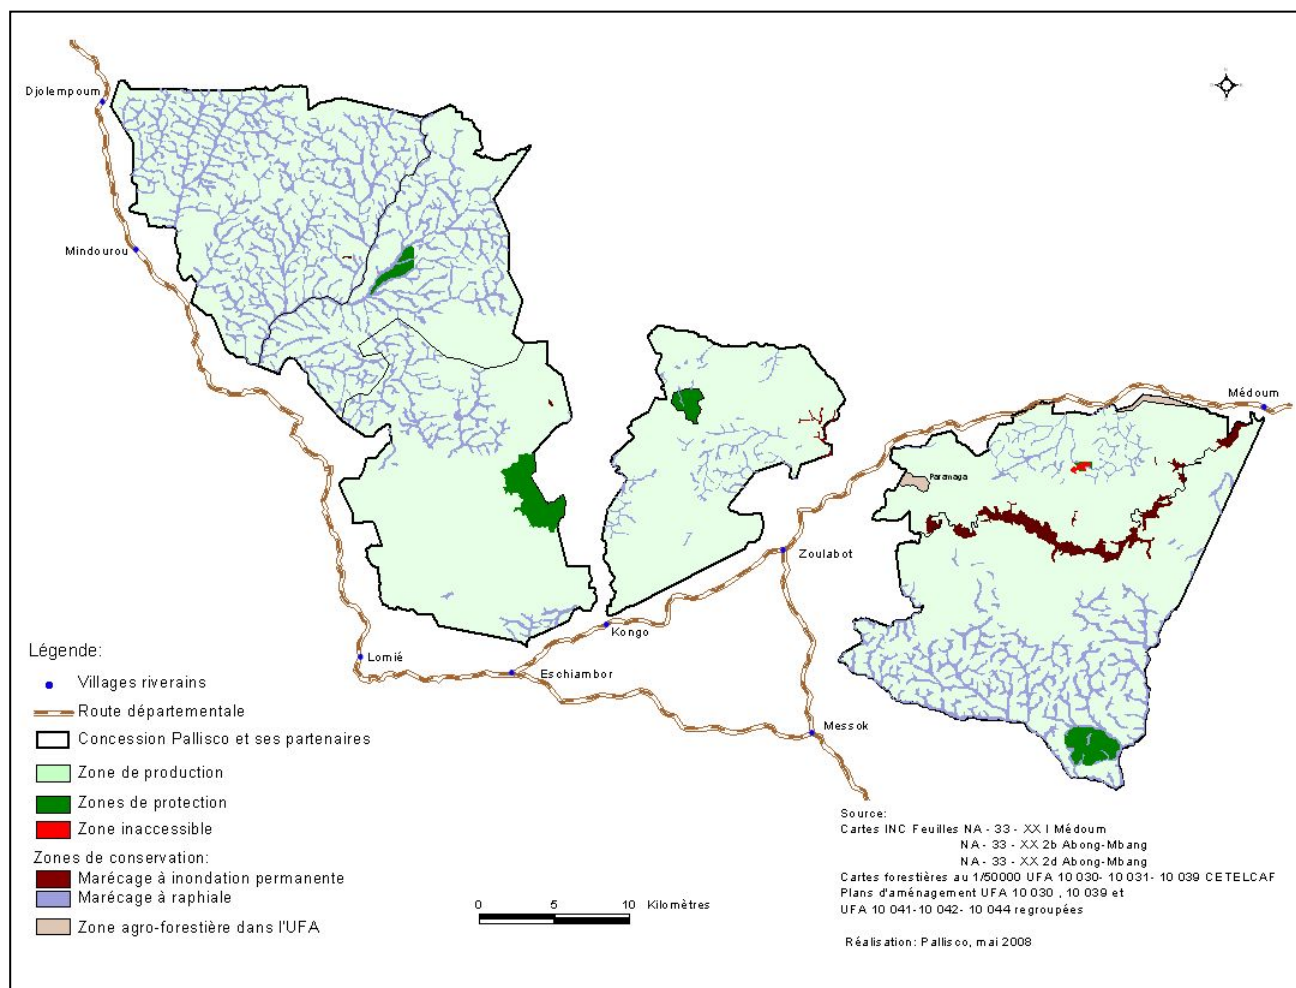 Djolempoum
Mindourou
Médoum
Paramaga
Zoulabot
Kongo
Lomié
Eschiambor
Messok
Légende:
Villages riverains
Route départementale
Concession Pallisco et ses partenaires
Zone de production
Zones de protection
Zone inaccessible
Zones de conservation:
Marécage à inondation permanente
Marécage à raphiale
Zone agro-forestière dans l'UFA
0 5 10 Kilomètres
Source:
Cartes INC Feuilles NA - 33 - XX I Médoum
NA - 33 - XX 2b Abong-Mbang
NA - 33 - XX 2d Abong-Mbang
Cartes forestières au 1/50000 UFA 10 030- 10 031- 10 039 CETELCAF
Plans d'aménagement UFA 10 030 , 10 039 et
UFA 10 041-10 042- 10 044 regroupées
Réalisation: Pallisco, mai 2008